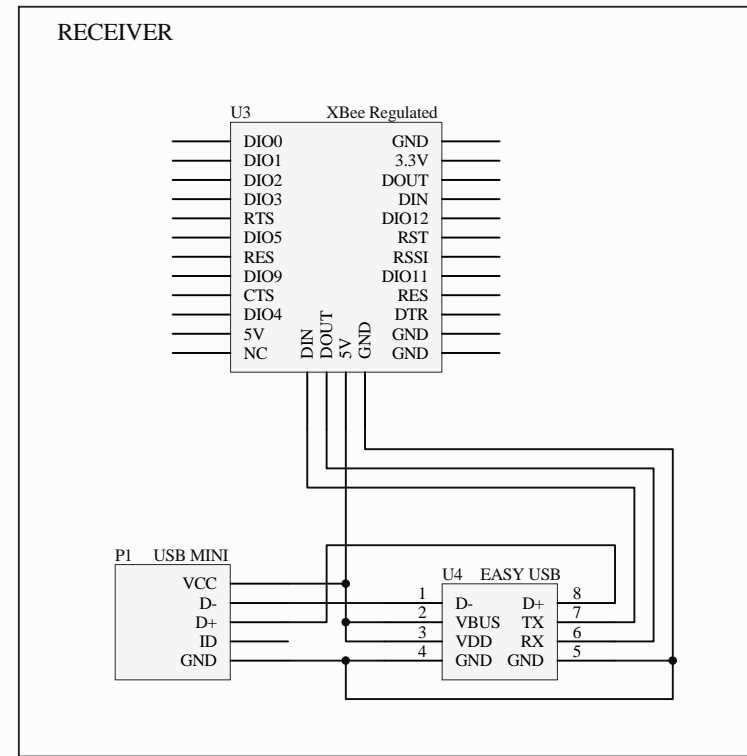 RECEIVER
U3 XBee Regulated
DIO0 GND
DIO1 3.3V
DIO2 DOUT
DIO3 DIN
RTS DIO12
DIO5 RST
RES RSSI
DIO9 DIO11
CTS RES
DIO4 DTR
5V GND
NC GND
DIN DOUT 5V GND
P1 USB MINI
VCC
D-
D+
ID
GND
U4 EASY USB
1 D- D+ 8
2 VBUS TX 7
3 VDD RX 6
4 GND GND 5